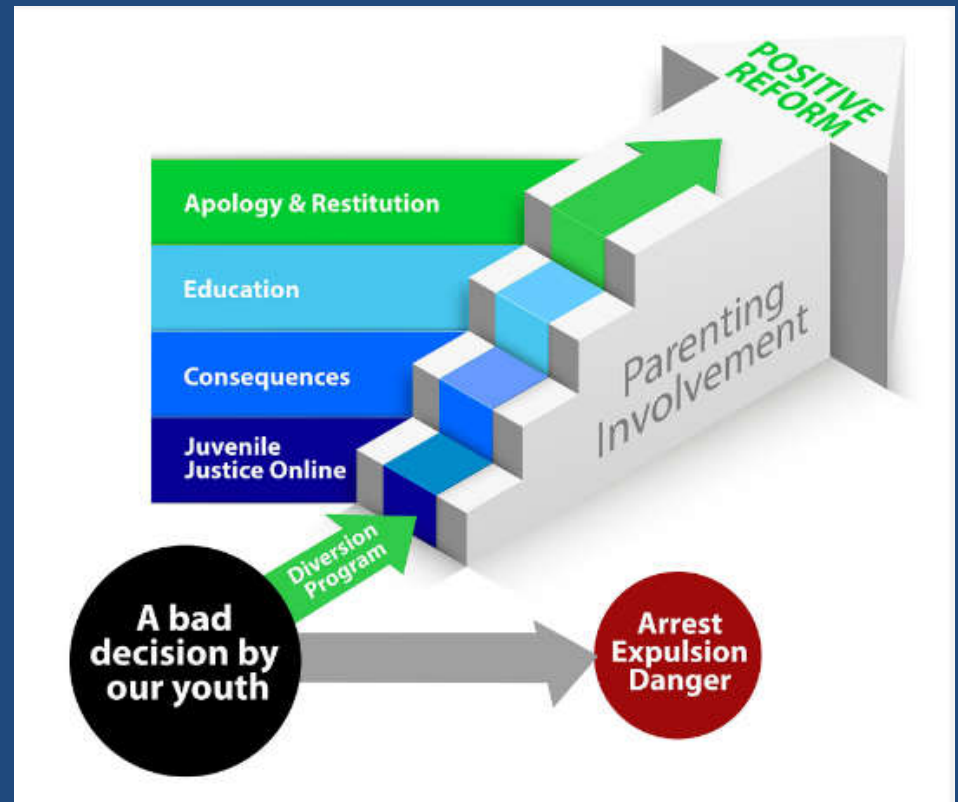 POSITIVE
REFORM
Apology & Restitution
Education
Consequences
Juvenile
Justice Online
Parenting
Involvement
Diversion
Program
A bad
decision by
our youth
Arrest
Expulsion
Danger